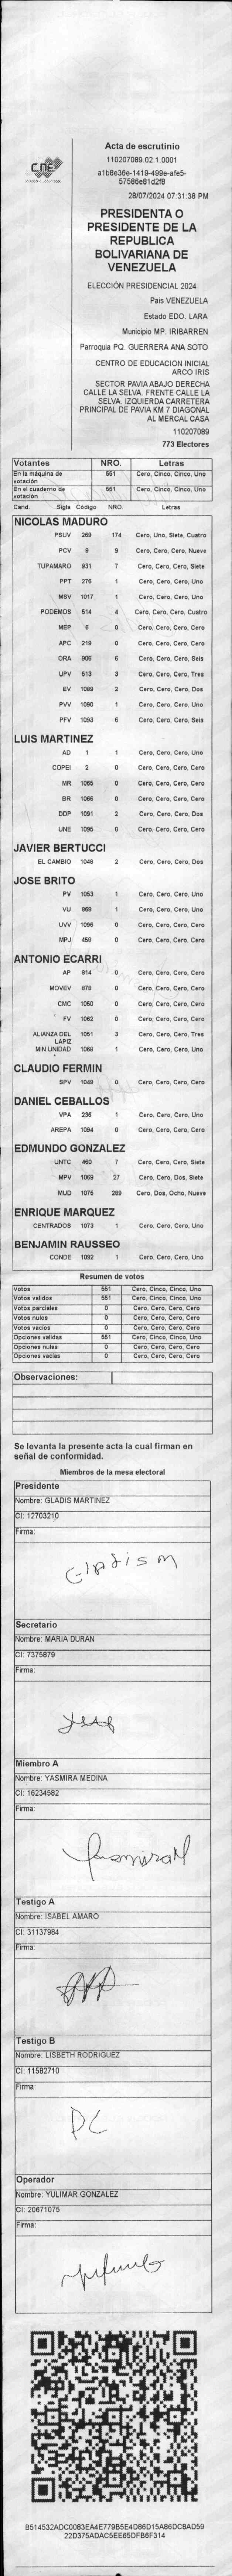 CNE
Acta de escrutinio
110207089.02.1.0001
a1b8e36e-1419-499e-afe5-
57586e81d2f8
28/07/2024 07:31:38 PM
PRESIDENTA O
PRESIDENTE DE LA
REPUBLICA
BOLIVARIANA DE
VENEZUELA
ELECCIÓN PRESIDENCIAL 2024
Pais VENEZUELA
Estado EDO. LARA
Municipio MP. IRIBARREN
Parroquia PQ. GUERRERA ANA SOTO
CENTRO DE EDUCACION INICIAL
ARCO IRIS
SECTOR PAVIA ABAJO DERECHA
CALLE LA SELVA. FRENTE CALLE LA
SELVA. IZQUIERDA CARRETERA
PRINCIPAL DE PAVIA KM 7 DIAGONAL
AL MERCAL CASA
110207089
773 Electores
Votantes NRO. Letras
En la máquina de votación 551 Cero, Cinco, Cinco, Uno
En el cuaderno de votación 551 Cero, Cinco, Cinco, Uno
Cand. Sigla Código NRO. Letras
NICOLAS MADURO
PSUV 269 174 Cero, Uno, Siete, Cuatro
PCV 9 9 Cero, Cero, Cero, Nueve
TUPAMARO 931 7 Cero, Cero, Cero, Siete
PPT 276 1 Cero, Cero, Cero, Uno
MSV 1017 1 Cero, Cero, Cero, Uno
PODEMOS 514 4 Cero, Cero, Cero, Cuatro
MEP 6 0 Cero, Cero, Cero, Cero
APC 219 0 Cero, Cero, Cero, Cero
ORA 906 6 Cero, Cero, Cero, Seis
UPV 513 3 Cero, Cero, Cero, Tres
EV 1089 2 Cero, Cero, Cero, Dos
PVV 1090 1 Cero, Cero, Cero, Uno
PFV 1093 6 Cero, Cero, Cero, Seis
LUIS MARTINEZ
AD 1 1 Cero, Cero, Cero, Uno
COPEI 2 0 Cero, Cero, Cero, Cero
MR 1065 0 Cero, Cero, Cero, Cero
BR 1066 0 Cero, Cero, Cero, Cero
DDP 1091 2 Cero, Cero, Cero, Dos
UNE 1095 0 Cero, Cero, Cero, Cero
JAVIER BERTUCCI
EL CAMBIO 1048 2 Cero, Cero, Cero, Dos
JOSE BRITO
PV 1053 1 Cero, Cero, Cero, Uno
VU 868 1 Cero, Cero, Cero, Uno
UVV 1096 0 Cero, Cero, Cero, Cero
MPJ 458 0 Cero, Cero, Cero, Cero
ANTONIO ECARRI
AP 814 0 Cero, Cero, Cero, Cero
MOVEV 878 0 Cero, Cero, Cero, Cero
CMC 1050 0 Cero, Cero, Cero, Cero
FV 1062 0 Cero, Cero, Cero, Cero
ALIANZA DEL LAPIZ 1051 3 Cero, Cero, Cero, Tres
MIN UNIDAD 1068 1 Cero, Cero, Cero, Uno
CLAUDIO FERMIN
SPV 1049 0 Cero, Cero, Cero, Cero
DANIEL CEBALLOS
VPA 236 1 Cero, Cero, Cero, Uno
AREPA 1094 0 Cero, Cero, Cero, Cero
EDMUNDO GONZALEZ
UNTC 460 7 Cero, Cero, Cero, Siete
MPV 1069 27 Cero, Cero, Dos, Siete
MUD 1075 289 Cero, Dos, Ocho, Nueve
ENRIQUE MARQUEZ
CENTRADOS 1073 1 Cero, Cero, Cero, Uno
BENJAMIN RAUSSEO
CONDE 1092 1 Cero, Cero, Cero, Uno
Resumen de votos
Votos 551 Cero, Cinco, Cinco, Uno
Votos validos 551 Cero, Cinco, Cinco, Uno
Votos parciales 0 Cero, Cero, Cero, Cero
Votos nulos 0 Cero, Cero, Cero, Cero
Votos vacios 0 Cero, Cero, Cero, Cero
Opciones validas 551 Cero, Cinco, Cinco, Uno
Opciones nulas 0 Cero, Cero, Cero, Cero
Opciones vacias 0 Cero, Cero, Cero, Cero
Observaciones:
Se levanta la presente acta la cual firman en
señal de conformidad.
Miembros de la mesa electoral
Presidente
Nombre: GLADIS MARTINEZ
CI: 12703210
Firma:
Gladis m
Secretario
Nombre: MARIA DURAN
CI: 7375879
Firma:
Miembro A
Nombre: YASMIRA MEDINA
CI: 16234582
Firma:
YasmiraM
Testigo A
Nombre: ISABEL AMARO
CI: 31137984
Firma:
Testigo B
Nombre: LISBETH RODRIGUEZ
CI: 11582710
Firma:
Operador
Nombre: YULIMAR GONZALEZ
CI: 20671075
Firma:
B514532ADC0083EA4E779B5E4D86D15A86DC8AD59
22D375ADAC5EE65DFB6F314